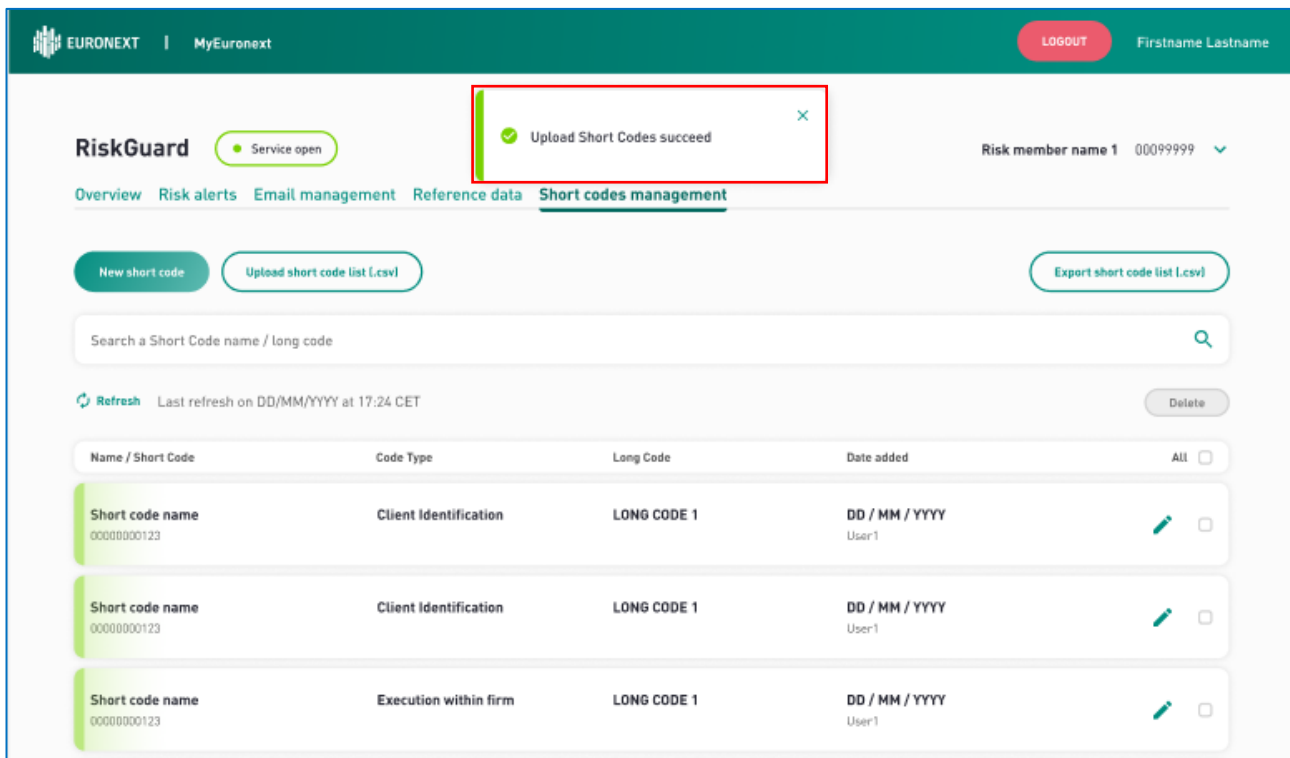 EURONEXT | MyEuronext LOGOUT Firstname Lastname
Upload Short Codes succeed
RiskGuard Service open Risk member name 1 00099999
Overview Risk alerts Email management Reference data Short codes management
New short code Upload short code list (.csv) Export short code list (.csv)
Search a Short Code name / long code
Refresh Last refresh on DD/MM/YYYY at 17:24 CET Delete
Name / Short Code Code Type Long Code Date added All
Short code name Client Identification LONG CODE 1 DD / MM / YYYY
00000000123 User1
Short code name Client Identification LONG CODE 1 DD / MM / YYYY
00000000123 User1
Short code name Execution within firm LONG CODE 1 DD / MM / YYYY
00000000123 User1